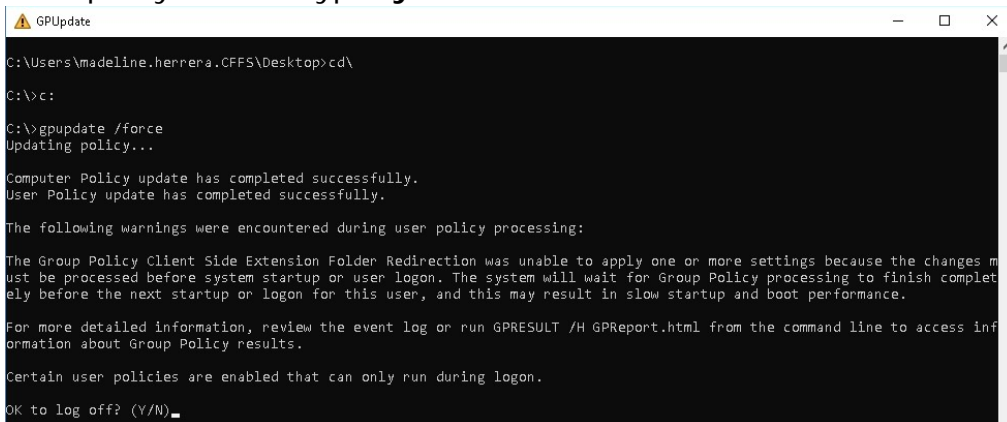 GPUpdate
C:\Users\madeline.herrera.CFFS\Desktop>cd\
C:\>c:
C:\>gpupdate /force
Updating policy...
Computer Policy update has completed successfully.
User Policy update has completed successfully.
The following warnings were encountered during user policy processing:
The Group Policy Client Side Extension Folder Redirection was unable to apply one or more settings because the changes m
ust be processed before system startup or user logon. The system will wait for Group Policy processing to finish complet
ely before the next startup or logon for this user, and this may result in slow startup and boot performance.
For more detailed information, review the event log or run GPRESULT /H GPReport.html from the command line to access inf
ormation about Group Policy results.
Certain user policies are enabled that can only run during logon.
OK to log off? (Y/N)